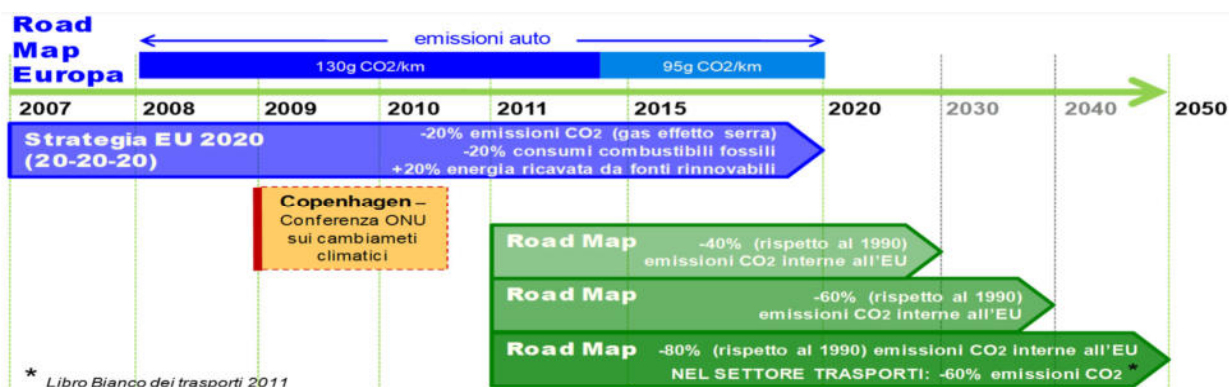 Road
Map
Europa
emissioni auto
130g CO2/km
95g CO2/km
2007 2008 2009 2010 2011 2015 2020 2030 2040 2050
Strategia EU 2020
(20-20-20)
-20% emissioni CO2 (gas effetto serra)
-20% consumi combustibili fossili
+20% energia ricavata da fonti rinnovabili
Copenhagen –
Conferenza ONU
sui cambiameti
climatici
Road Map -40% (rispetto al 1990)
emissioni CO2 interne all'EU
Road Map -60% (rispetto al 1990)
emissioni CO2 interne all'EU
Road Map -80% (rispetto al 1990) emissioni CO2 interne all'EU
NEL SETTORE TRASPORTI: -60% emissioni CO2 *
* Libro Bianco dei trasporti 2011